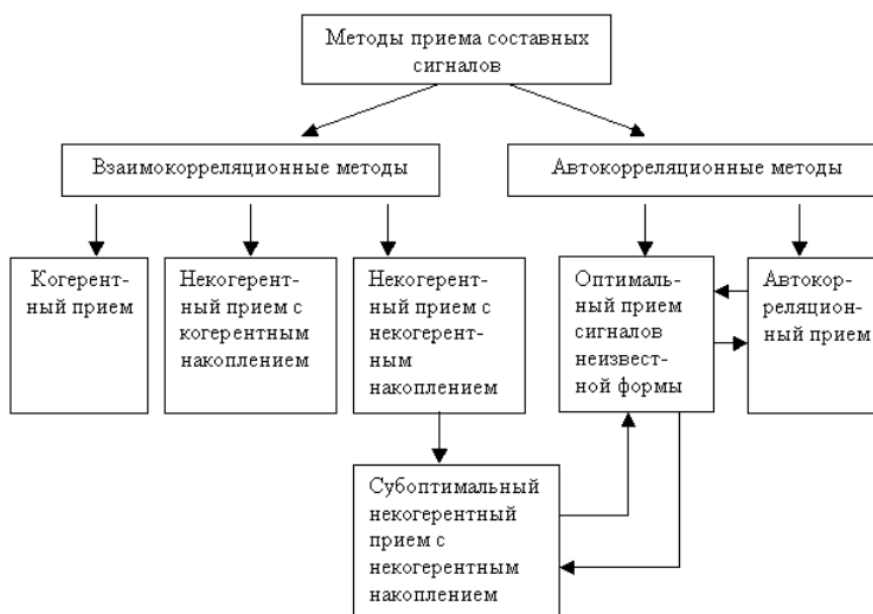 Методы приема составных
сигналов
Взаимокорреляционные методы
Автокорреляционные методы
Когерент-
ный прием
Некогерент-
ный прием с
когерентным
накоплением
Некогерент-
ный прием с
некогерент-
ным
накоплением
Оптималь-
ный прием
сигналов
неизвест-
ной формы
Автокор-
реляцион-
ный прием
Субоптимальный
некогерентный
прием с
некогерентным
накоплением